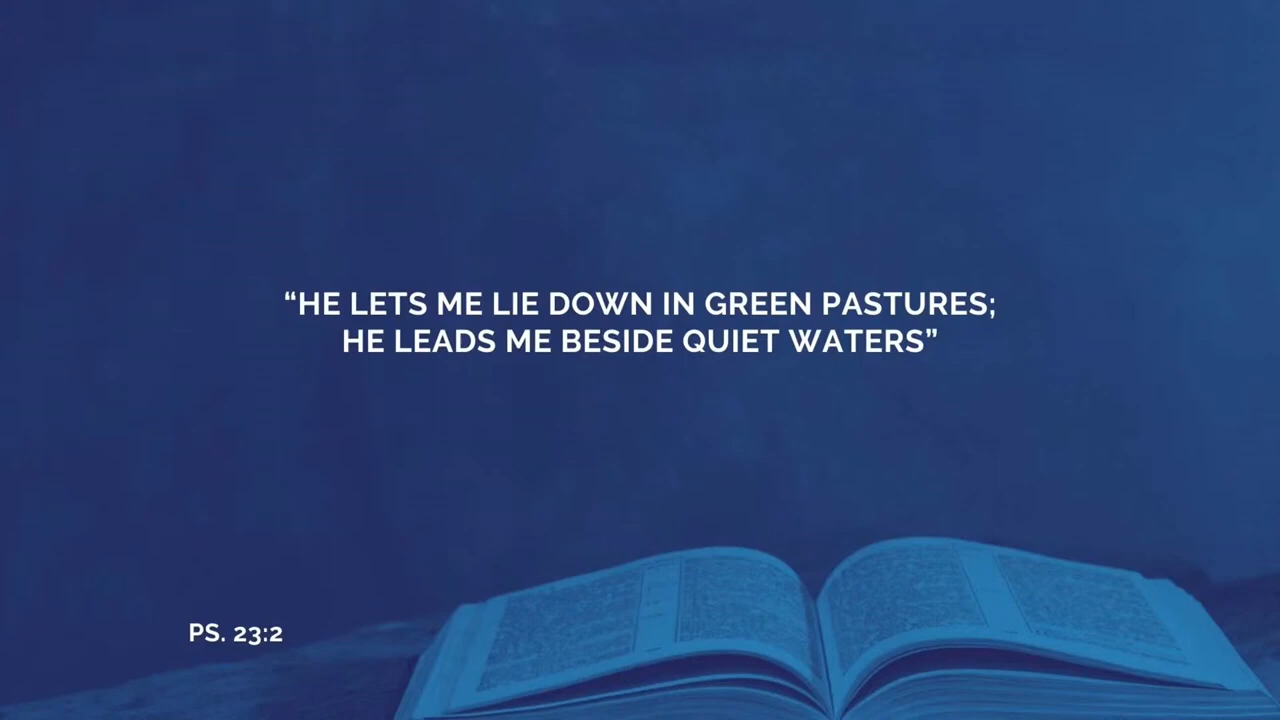 “HE LETS ME LIE DOWN IN GREEN PASTURES;
HE LEADS ME BESIDE QUIET WATERS”
PS. 23:2